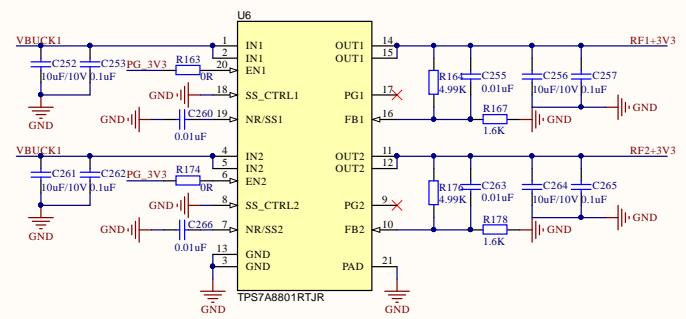 U6
VBUCK1
1
IN1
OUT1
14
RF1+3V3
2
IN1
OUT1
15
C252
C253
PG_3V3
R163
20
EN1
R164
C255
C256
C257
10uF/10V
0.1uF
0R
4.99K
0.01uF
10uF/10V
0.1uF
GND
18
SS_CTRL1
PG1
17
R167
GND
C260
19
NR/SS1
FB1
16
GND
GND
GND
0.01uF
1.6K
VBUCK1
4
IN2
OUT2
11
RF2+3V3
5
IN2
OUT2
12
C261
C262
PG_3V3
R174
6
EN2
R176
C263
C264
C265
10uF/10V
0.1uF
0R
4.99K
0.01uF
10uF/10V
0.1uF
GND
8
SS_CTRL2
PG2
9
R178
GND
GND
GND
C266
7
NR/SS2
FB2
10
GND
0.01uF
1.6K
13
GND
3
GND
PAD
21
GND
TPS7A8801RTJR
GND